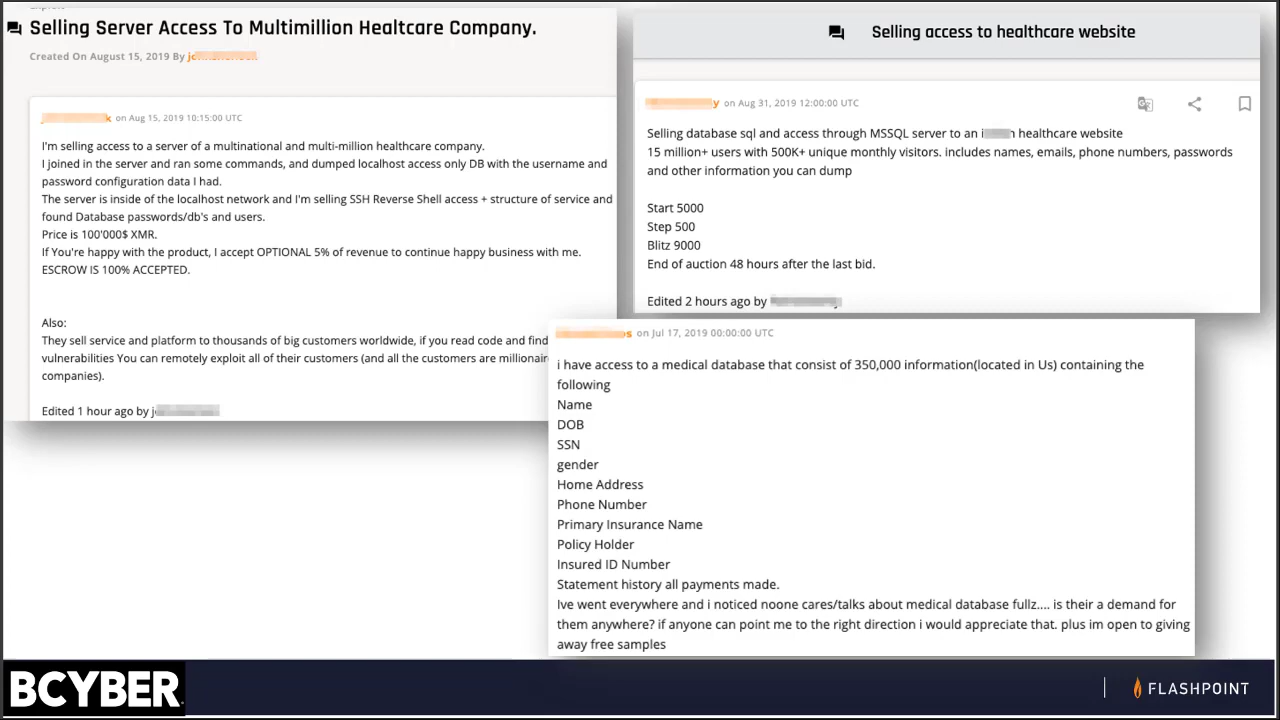 Selling Server Access To Multimillion Healtcare Company.
Created On August 15, 2019 By
on Aug 15, 2019 10:15:00 UTC
I'm selling access to a server of a multinational and multi-million healthcare company.
I joined in the server and ran some commands, and dumped localhost access only DB with the username and
password configuration data I had.
The server is inside of the localhost network and I'm selling SSH Reverse Shell access + structure of service and
found Database passwords/db's and users.
Price is 100'000$ XMR.
If You're happy with the product, I accept OPTIONAL 5% of revenue to continue happy business with me.
ESCROW IS 100% ACCEPTED.
Also:
They sell service and platform to thousands of big customers worldwide, if you read code and find
vulnerabilities You can remotely exploit all of their customers (and all the customers are
companies).
Edited 1 hour ago by
Selling access to healthcare website
on Aug 31, 2019 12:00:00 UTC
Selling database sql and access through MSSQL server to an healthcare website
15 million+ users with 500K+ unique monthly visitors. includes names, emails, phone numbers, passwords
and other information you can dump
Start 5000
Step 500
Blitz 9000
End of auction 48 hours after the last bid.
Edited 2 hours ago by
on Jul 17, 2019 00:00:00 UTC
i have access to a medical database that consist of 350,000 information(located in Us) containing the
following
Name
DOB
SSN
gender
Home Address
Phone Number
Primary Insurance Name
Policy Holder
Insured ID Number
Statement history all payments made.
Ive went everywhere and i noticed noone cares/talks about medical database fullz.... is their a demand for
them anywhere? if anyone can point me to the right direction i would appreciate that. plus im open to giving
away free samples
BCYBER.
FLASHPOINT